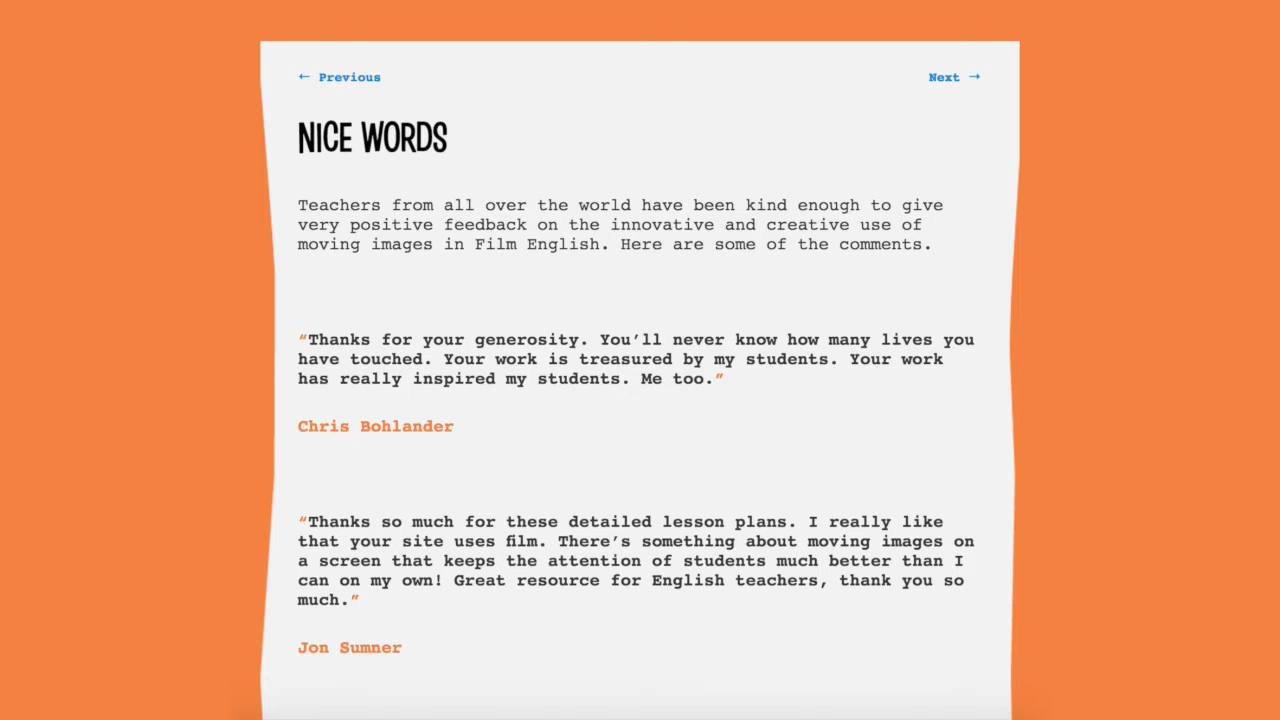 ← Previous
Next →
NICE WORDS
Teachers from all over the world have been kind enough to give
very positive feedback on the innovative and creative use of
moving images in Film English. Here are some of the comments.
“Thanks for your generosity. You’ll never know how many lives you
have touched. Your work is treasured by my students. Your work
has really inspired my students. Me too.”
Chris Bohlander
“Thanks so much for these detailed lesson plans. I really like
that your site uses film. There’s something about moving images on
a screen that keeps the attention of students much better than I
can on my own! Great resource for English teachers, thank you so
much.”
Jon Sumner